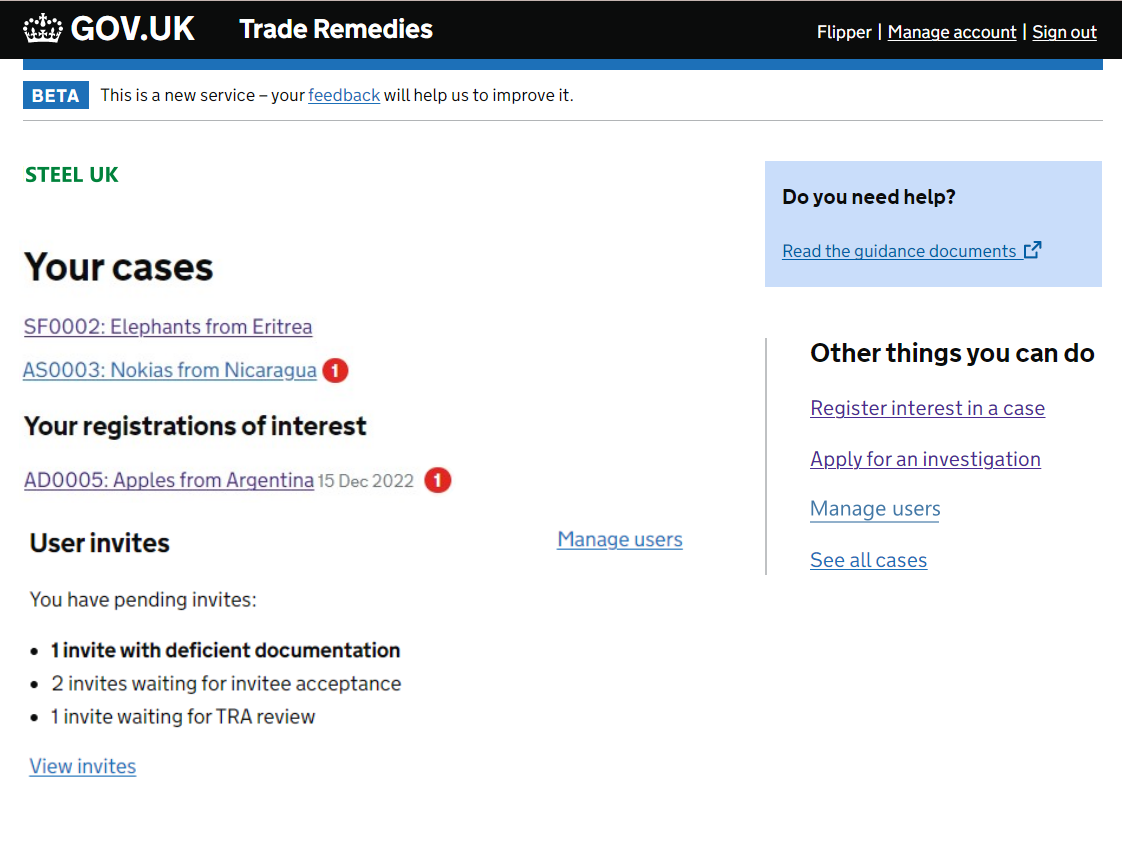 GOV.UK Trade Remedies Flipper | Manage account | Sign out
BETA This is a new service – your feedback will help us to improve it.
STEEL UK
Your cases
SF0002: Elephants from Eritrea
AS0003: Nokias from Nicaragua 1
Your registrations of interest
AD0005: Apples from Argentina 15 Dec 2022 1
User invites Manage users
You have pending invites:
• 1 invite with deficient documentation
• 2 invites waiting for invitee acceptance
• 1 invite waiting for TRA review
View invites
Do you need help?
Read the guidance documents
Other things you can do
Register interest in a case
Apply for an investigation
Manage users
See all cases